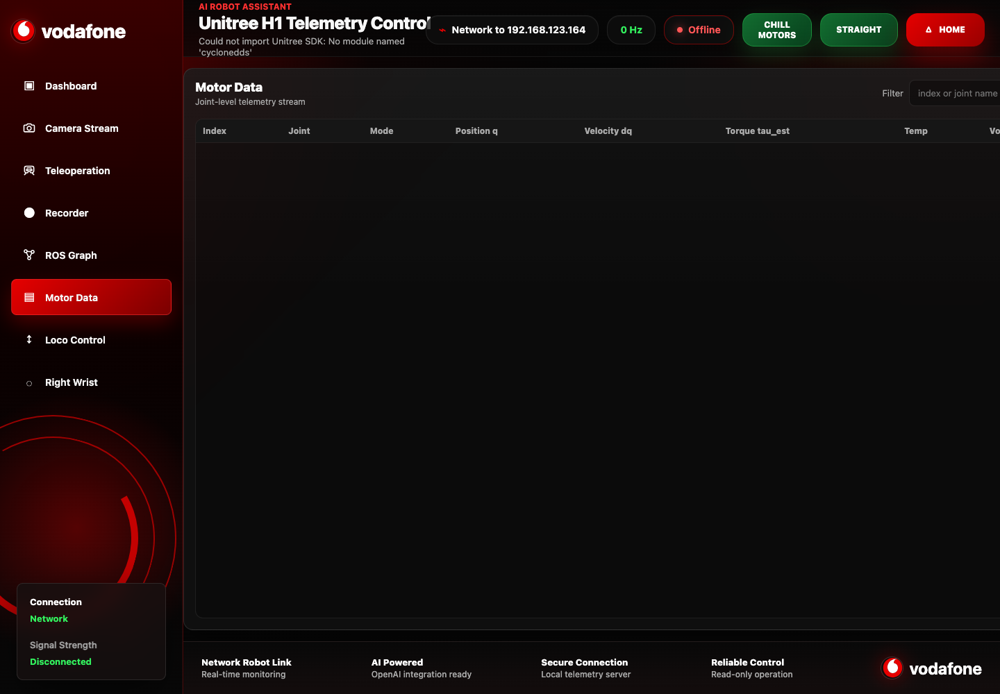 vodafone
Dashboard
Camera Stream
Teleoperation
Recorder
ROS Graph
Motor Data
Loco Control
Right Wrist
Connection
Network
Signal Strength
Disconnected
AI ROBOT ASSISTANT
Unitree H1 Telemetry Control
Could not import Unitree SDK: No module named
'cyclonedds'
Network to 192.168.123.164
0 Hz
Offline
CHILL
MOTORS
STRAIGHT
HOME
Motor Data
Joint-level telemetry stream
Filter
index or joint name
Index Joint Mode Position q Velocity dq Torque tau_est Temp Vo
Network Robot Link
Real-time monitoring
AI Powered
OpenAI integration ready
Secure Connection
Local telemetry server
Reliable Control
Read-only operation
vodafone